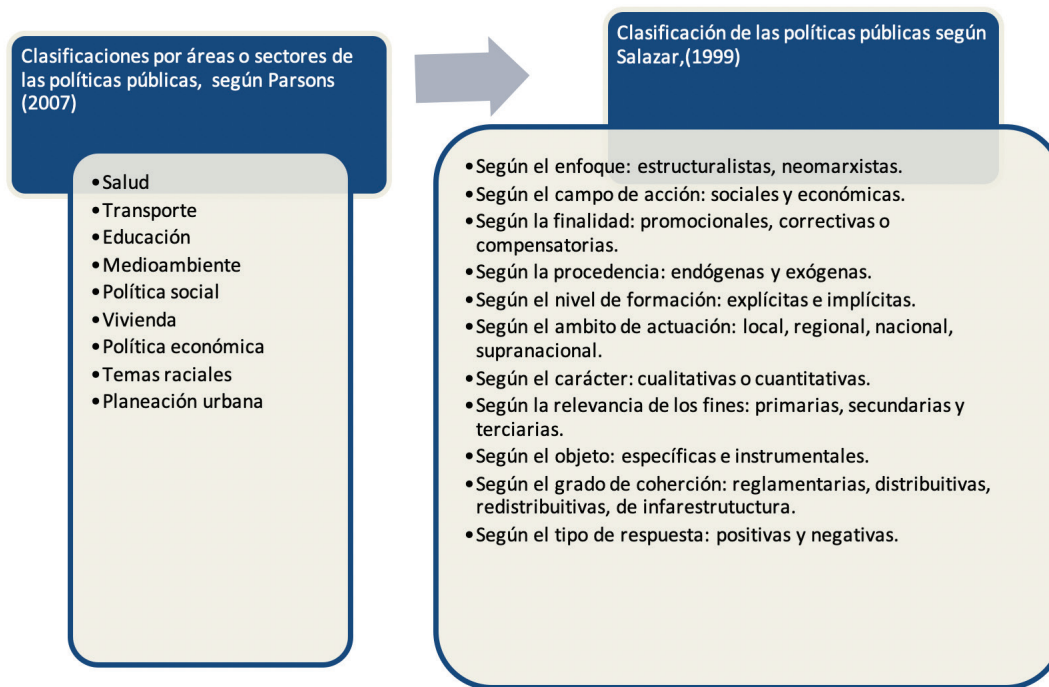 Clasificaciones por áreas o sectores de
las políticas públicas, según Parsons
(2007)
•Salud
•Transporte
•Educación
•Medioambiente
•Política social
•Vivienda
•Política económica
•Temas raciales
•Planeación urbana
Clasificación de las políticas públicas según
Salazar,(1999)
•Según el enfoque: estructuralistas, neomarxistas.
•Según el campo de acción: sociales y económicas.
•Según la finalidad: promocionales, correctivas o
compensatorias.
•Según la procedencia: endógenas y exógenas.
•Según el nivel de formación: explícitas e implícitas.
•Según el ambito de actuación: local, regional, nacional,
supranacional.
•Según el carácter: cualitativas o cuantitativas.
•Según la relevancia de los fines: primarias, secundarias y
terciarias.
•Según el objeto: específicas e instrumentales.
•Según el grado de coherción: reglamentarias, distribuitivas,
redistribuitivas, de infarestrutuctura.
•Según el tipo de respuesta: positivas y negativas.